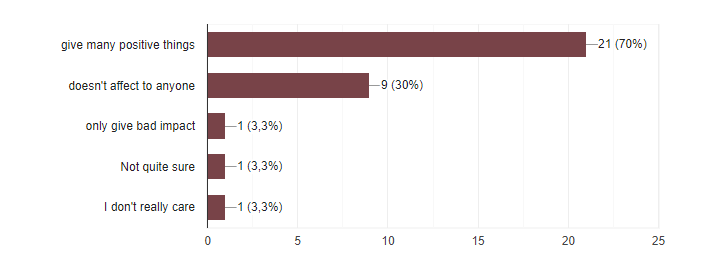 give many positive things 21 (70%)
doesn't affect to anyone 9 (30%)
only give bad impact 1 (3,3%)
Not quite sure 1 (3,3%)
I don't really care 1 (3,3%)
0 5 10 15 20 25